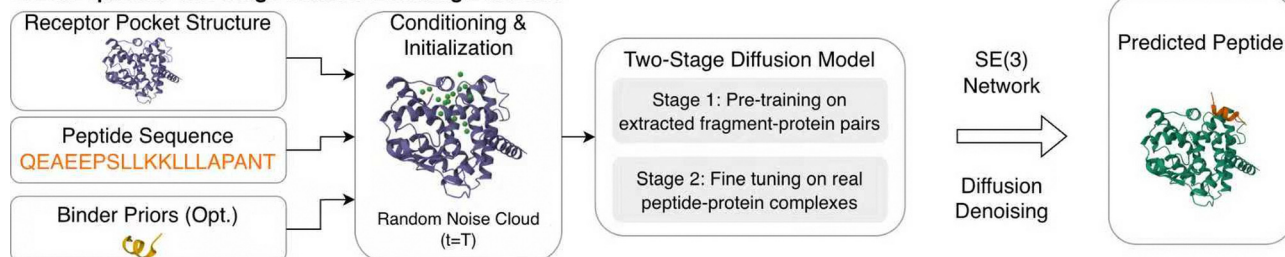 Receptor Pocket Structure
Peptide Sequence
QEAEEPSLLKKLLLAPANT
Binder Priors (Opt.)
Conditioning &
Initialization
Random Noise Cloud
(t=T)
Two-Stage Diffusion Model
Stage 1: Pre-training on
extracted fragment-protein pairs
Stage 2: Fine tuning on real
peptide-protein complexes
SE(3)
Network
Diffusion
Denoising
Predicted Peptide